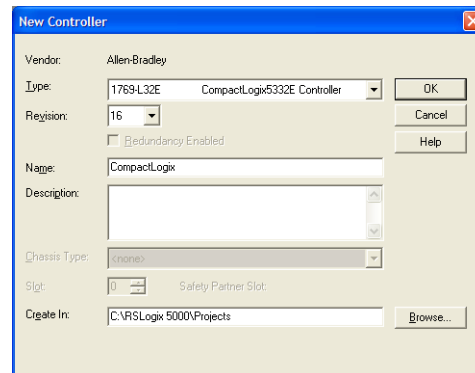 New Controller
Vendor: Allen-Bradley
Type: 1769-L32E CompactLogix5332E Controller OK
Revision: 16 Cancel
Redundancy Enabled Help
Name: CompactLogix
Description:
Chassis Type: <none>
Slot: 0 Safety Partner Slot:
Create In: C:\RSLogix 5000\Projects Browse...